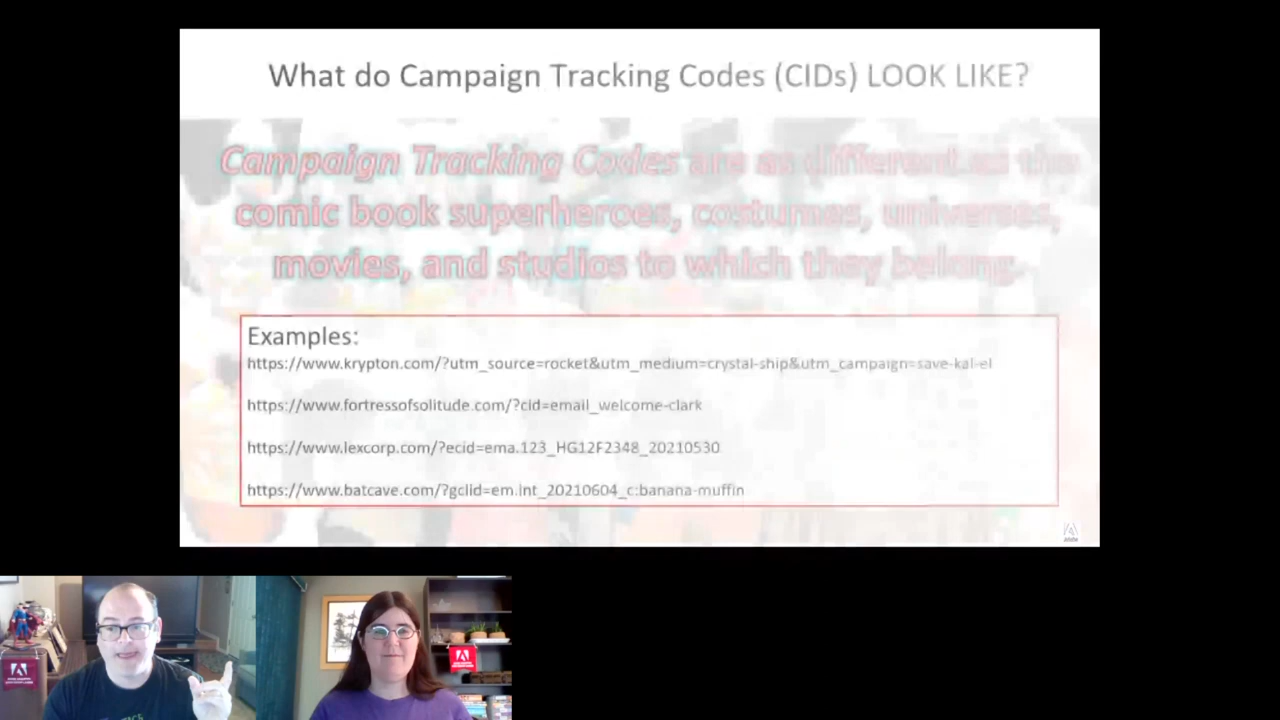 What do Campaign Tracking Codes (CIDs) LOOK LIKE?
Campaign Tracking Codes are as different as the
comic book superheroes, costumes, universes,
movies, and studios to which they belong.
Examples:
https://www.krypton.com/?utm_source=rocket&utm_medium=crystal-ship&utm_campaign=save-kal-el
https://www.fortressofsolitude.com/?cid=email_welcome-clark
https://www.lexcorp.com/?ecid=ema.123_HG12F2348_20210530
https://www.batcave.com/?gclid=em.int_20210604_c:banana-muffin